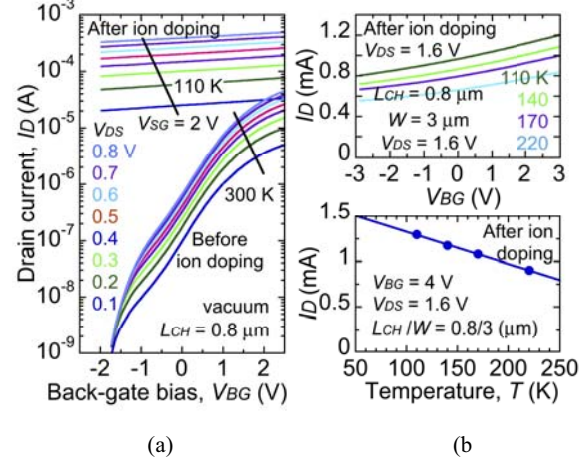 (a)
10-3
10-4
10-5
10-6
10-7
10-8
10-9
Drain current, ID (A)
After ion doping
110 K
VSG = 2 V
VDS
0.8 V
0.7
0.6
0.5
0.4
0.3
0.2
0.1
300 K
Before
ion doping
vacuum
LCH = 0.8 μm
-2 -1 0 1 2
Back-gate bias, VBG (V)
(a)
(b)
1.2
0.8
0.4
0.0
ID (mA)
After ion doping
VDS = 1.6 V
LCH = 0.8 μm
W = 3 μm
VDS = 1.6 V
110 K
140
170
220
-3 -2 -1 0 1 2 3
VBG (V)
1.5
1
0.5
0
ID (mA)
After ion
doping
VBG = 4 V
VDS = 1.6 V
LCH /W = 0.8/3 (μm)
50 100 150 200 250
Temperature, T (K)
(b)